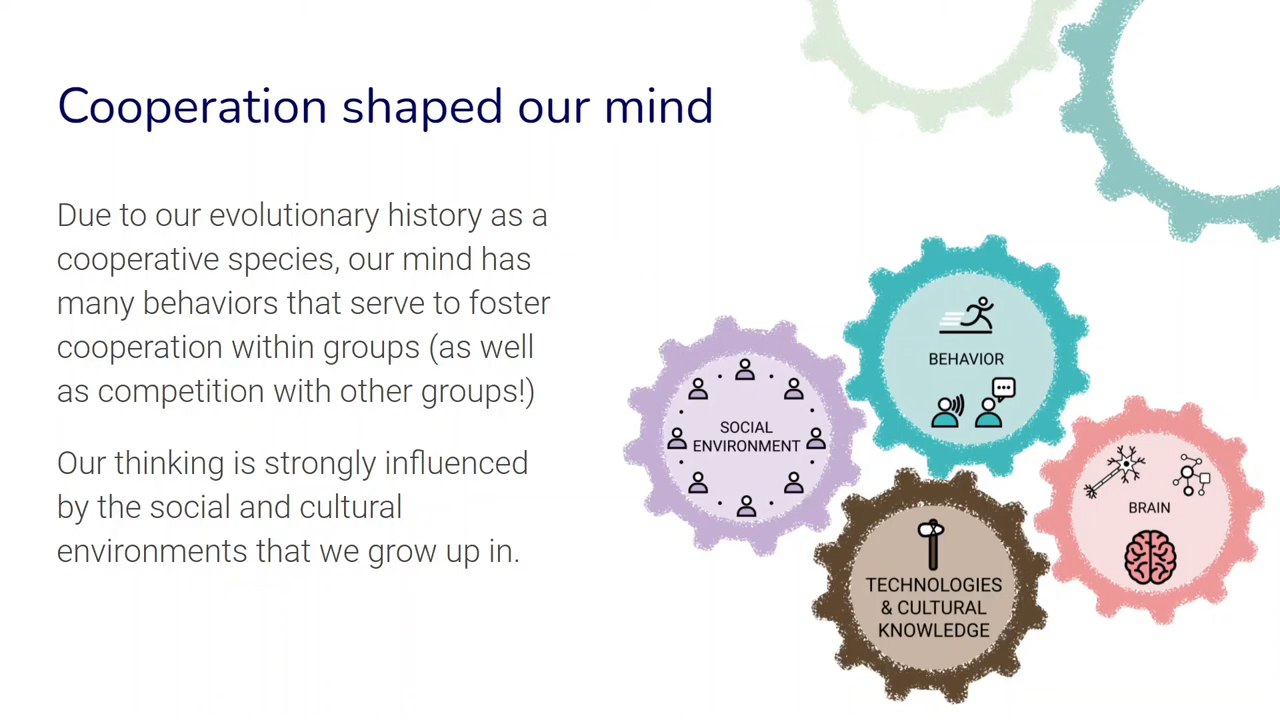 Cooperation shaped our mind
Due to our evolutionary history as a
cooperative species, our mind has
many behaviors that serve to foster
cooperation within groups (as well
as competition with other groups!)
Our thinking is strongly influenced
by the social and cultural
environments that we grow up in.
SOCIAL
ENVIRONMENT
BEHAVIOR
TECHNOLOGIES
& CULTURAL
KNOWLEDGE
BRAIN